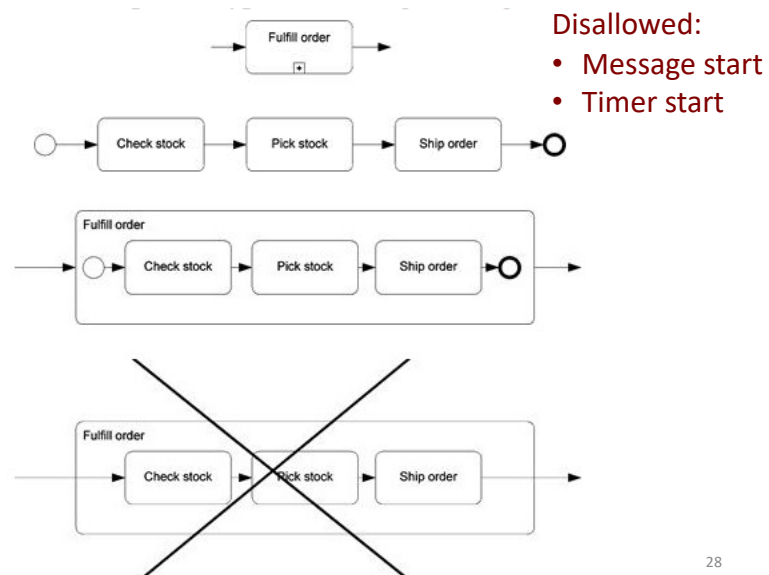 Fulfill order
Disallowed:
• Message start
• Timer start
Check stock
Pick stock
Ship order
Fulfill order
Check stock
Pick stock
Ship order
Fulfill order
Check stock
Pick stock
Ship order
28